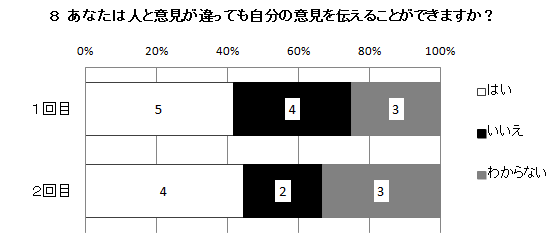 ８ あなたは人と意見が違っても自分の意見を伝えることができますか？
0% 20% 40% 60% 80% 100%
１回目 5 4 3
２回目 4 2 3
はい
いいえ
わからない